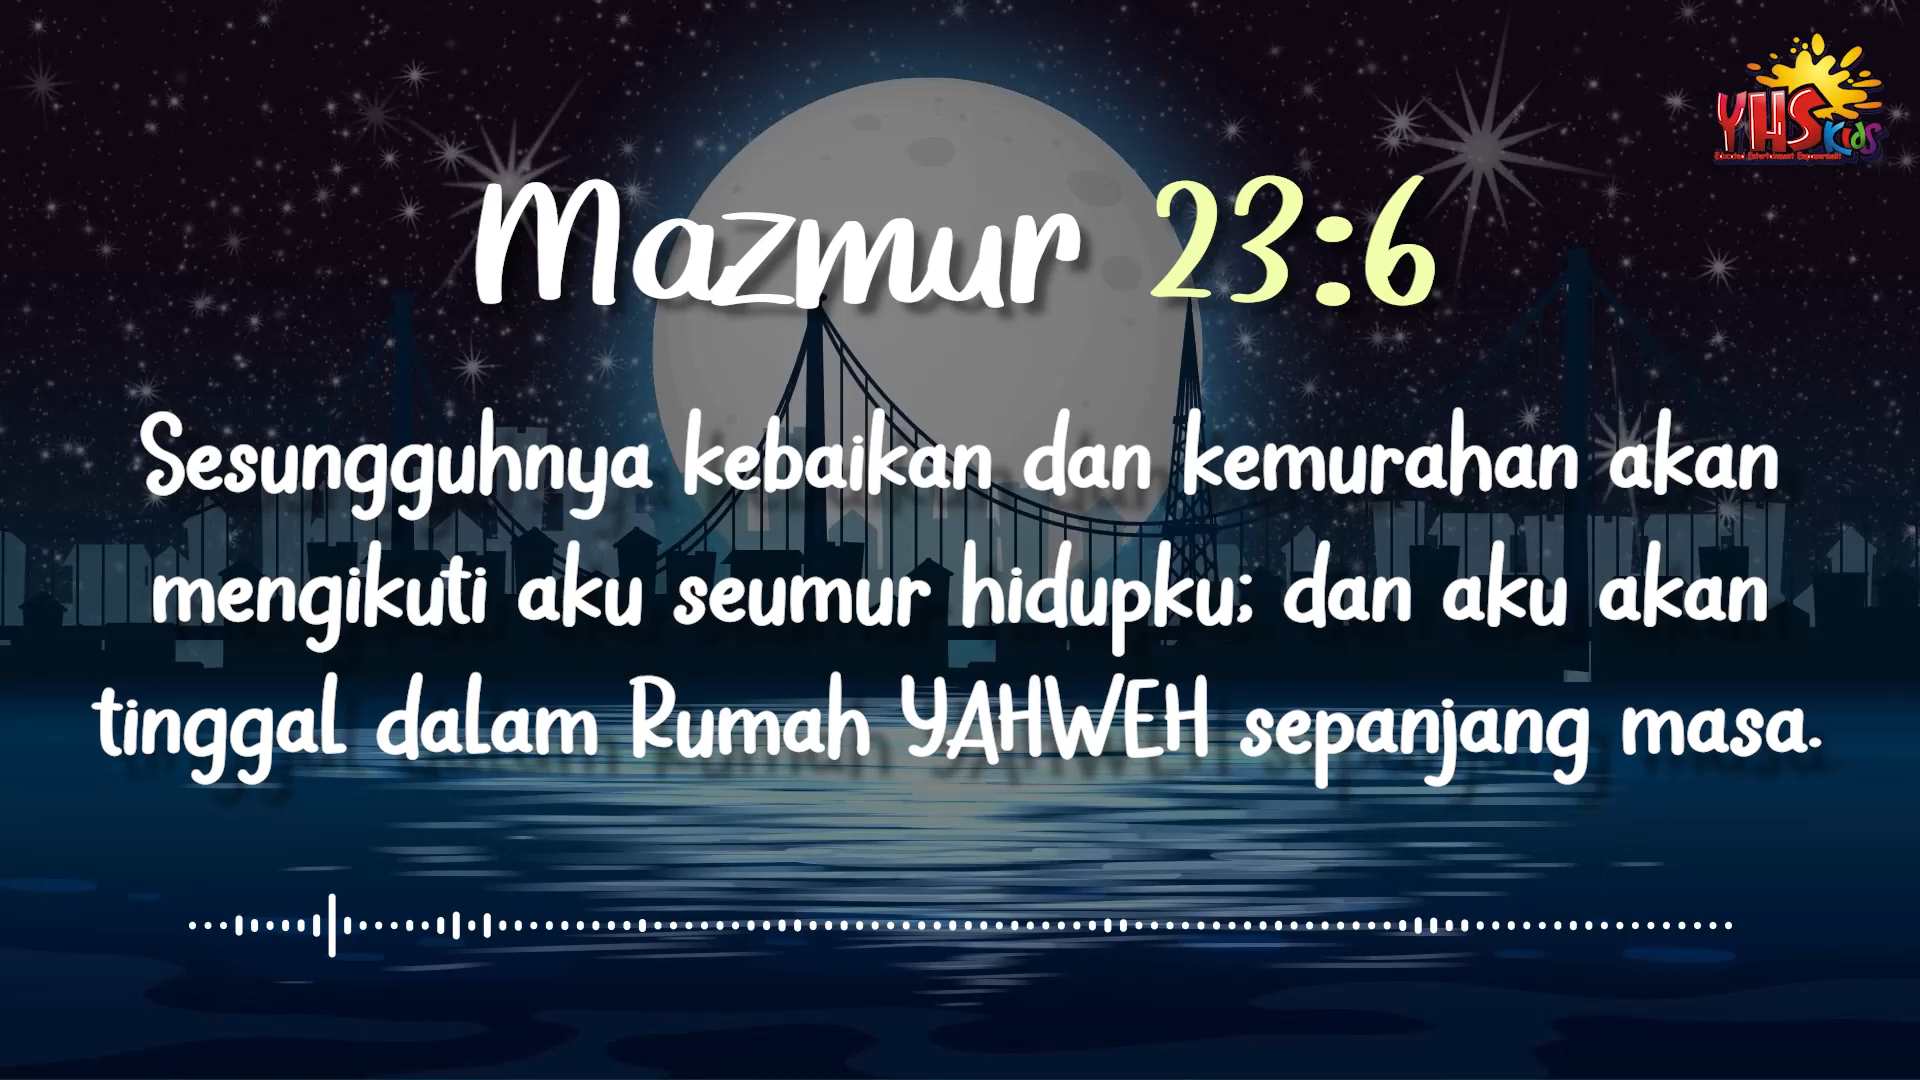 YHS Kids
Mazmur 23:6
Sesungguhnya kebaikan dan kemurahan akan
mengikuti aku seumur hidupku; dan aku akan
tinggal dalam Rumah YAHWEH sepanjang masa.